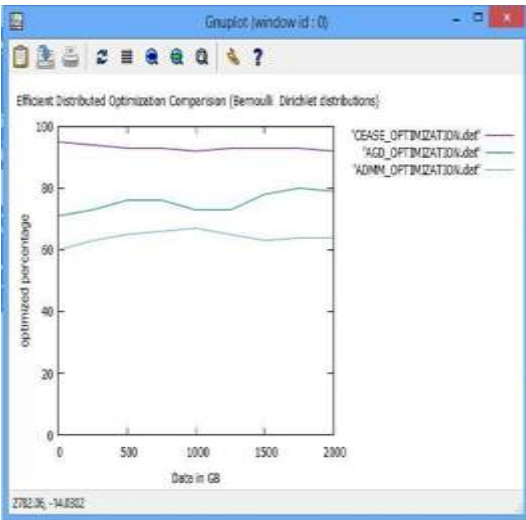 Gnuplot (window id : 0)
Efficient Distributed Optimization Comparision (Bernoulli Dirichlet distributions)
"CEASE_OPTIMIZATION.dat"
"AGD_OPTIMIZATION.dat"
"ADMM_OPTIMIZATION.dat"
100
80
60
40
20
0
optimized percentage
0 500 1000 1500 2000
Data in GB
2782.06, -14.0302